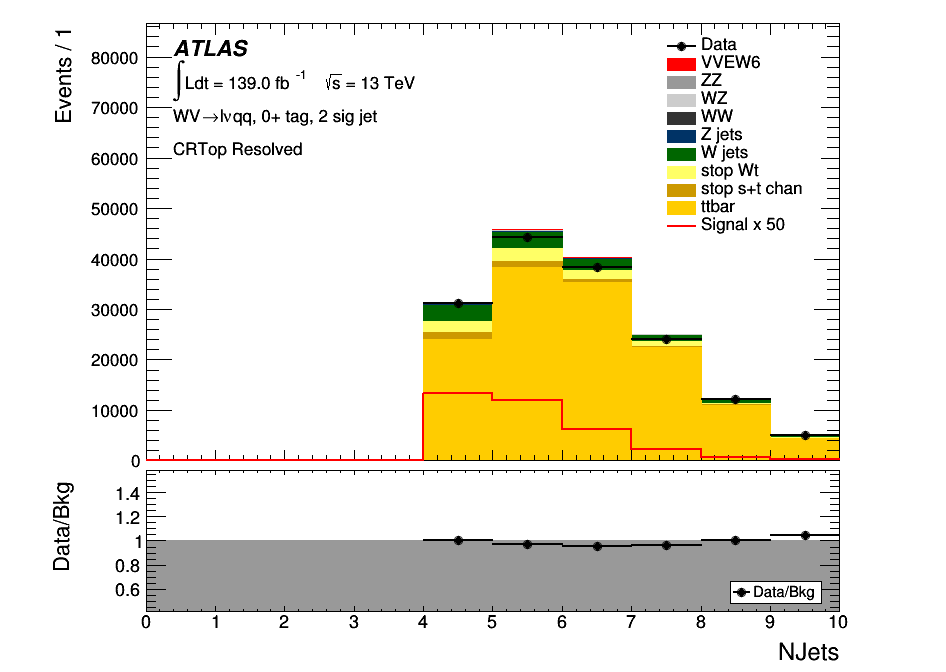 Events / 1
80000
70000
60000
50000
40000
30000
20000
10000
0
ATLAS
∫Ldt = 139.0 fb⁻¹ √s = 13 TeV
WV→lνqq, 0+ tag, 2 sig jet
CRTop Resolved
Data
VVEW6
ZZ
WZ
WW
Z jets
W jets
stop Wt
stop s+t chan
ttbar
Signal x 50
Data/Bkg
1.4
1.2
1
0.8
0.6
Data/Bkg
0 1 2 3 4 5 6 7 8 9 10
NJets